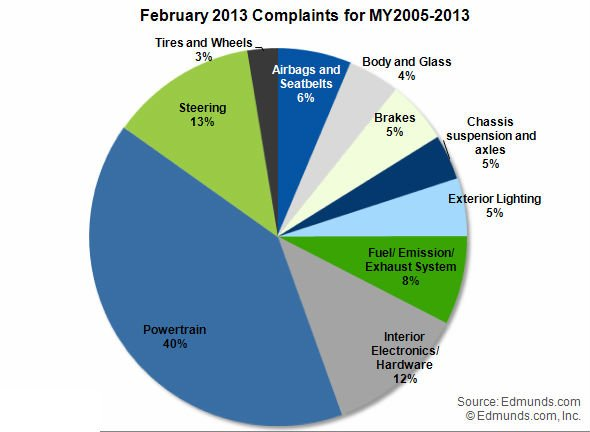 February 2013 Complaints for MY2005-2013
Tires and Wheels
3%
Airbags and
Seatbelts
6%
Body and Glass
4%
Brakes
5%
Chassis
suspension and
axles
5%
Exterior Lighting
5%
Fuel/ Emission/
Exhaust System
8%
Interior
Electronics/
Hardware
12%
Powertrain
40%
Steering
13%
Source: Edmunds.com
© Edmunds.com, Inc.